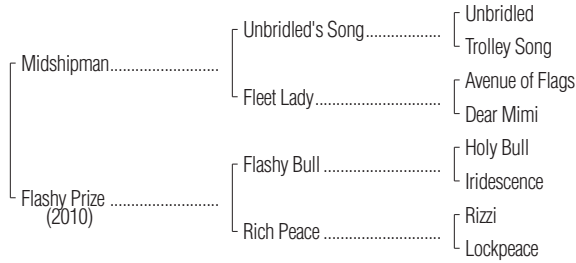 Unbridled
Unbridled's Song
Trolley Song
Midshipman
Avenue of Flags
Fleet Lady
Dear Mimi
Holy Bull
Flashy Bull
Iridescence
Flashy Prize
(2010)
Rizzi
Rich Peace
Lockpeace